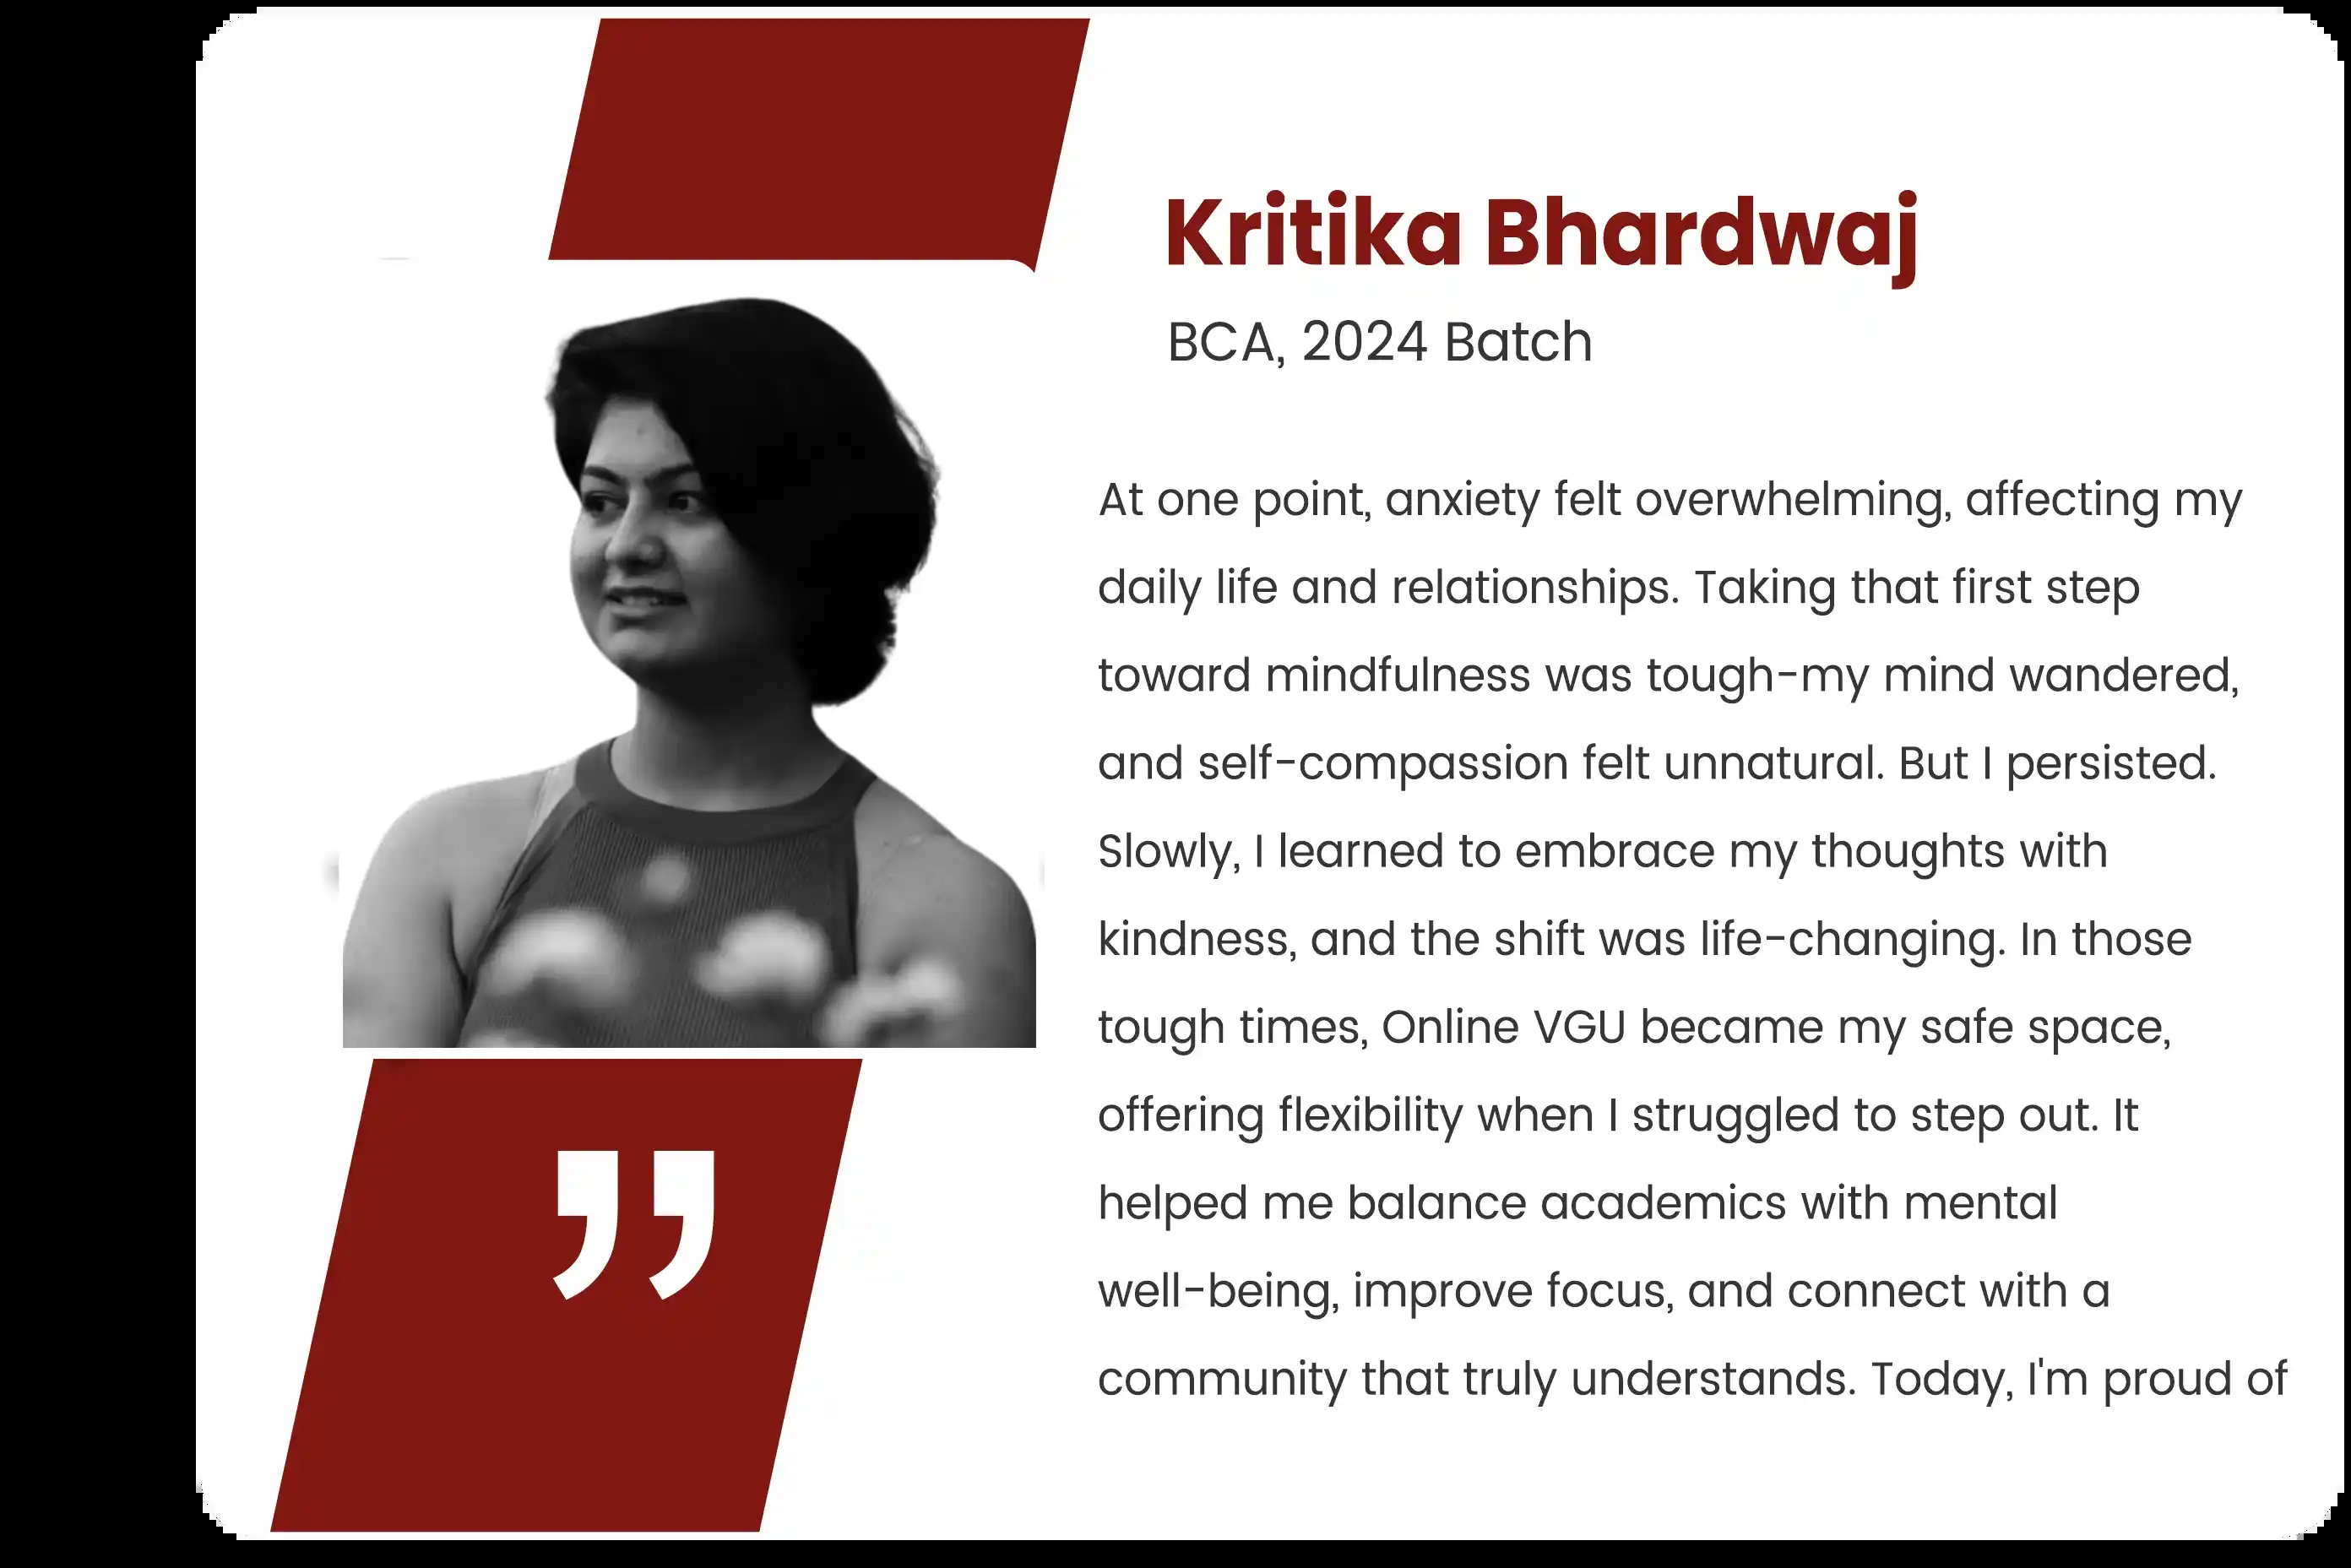 Kritika Bhardwaj
BCA, 2024 Batch
At one point, anxiety felt overwhelming, affecting my
daily life and relationships. Taking that first step
toward mindfulness was tough-my mind wandered,
and self-compassion felt unnatural. But I persisted.
Slowly, I learned to embrace my thoughts with
kindness, and the shift was life-changing. In those
tough times, Online VGU became my safe space,
offering flexibility when I struggled to step out. It
helped me balance academics with mental
well-being, improve focus, and connect with a
community that truly understands. Today, I'm proud of
”